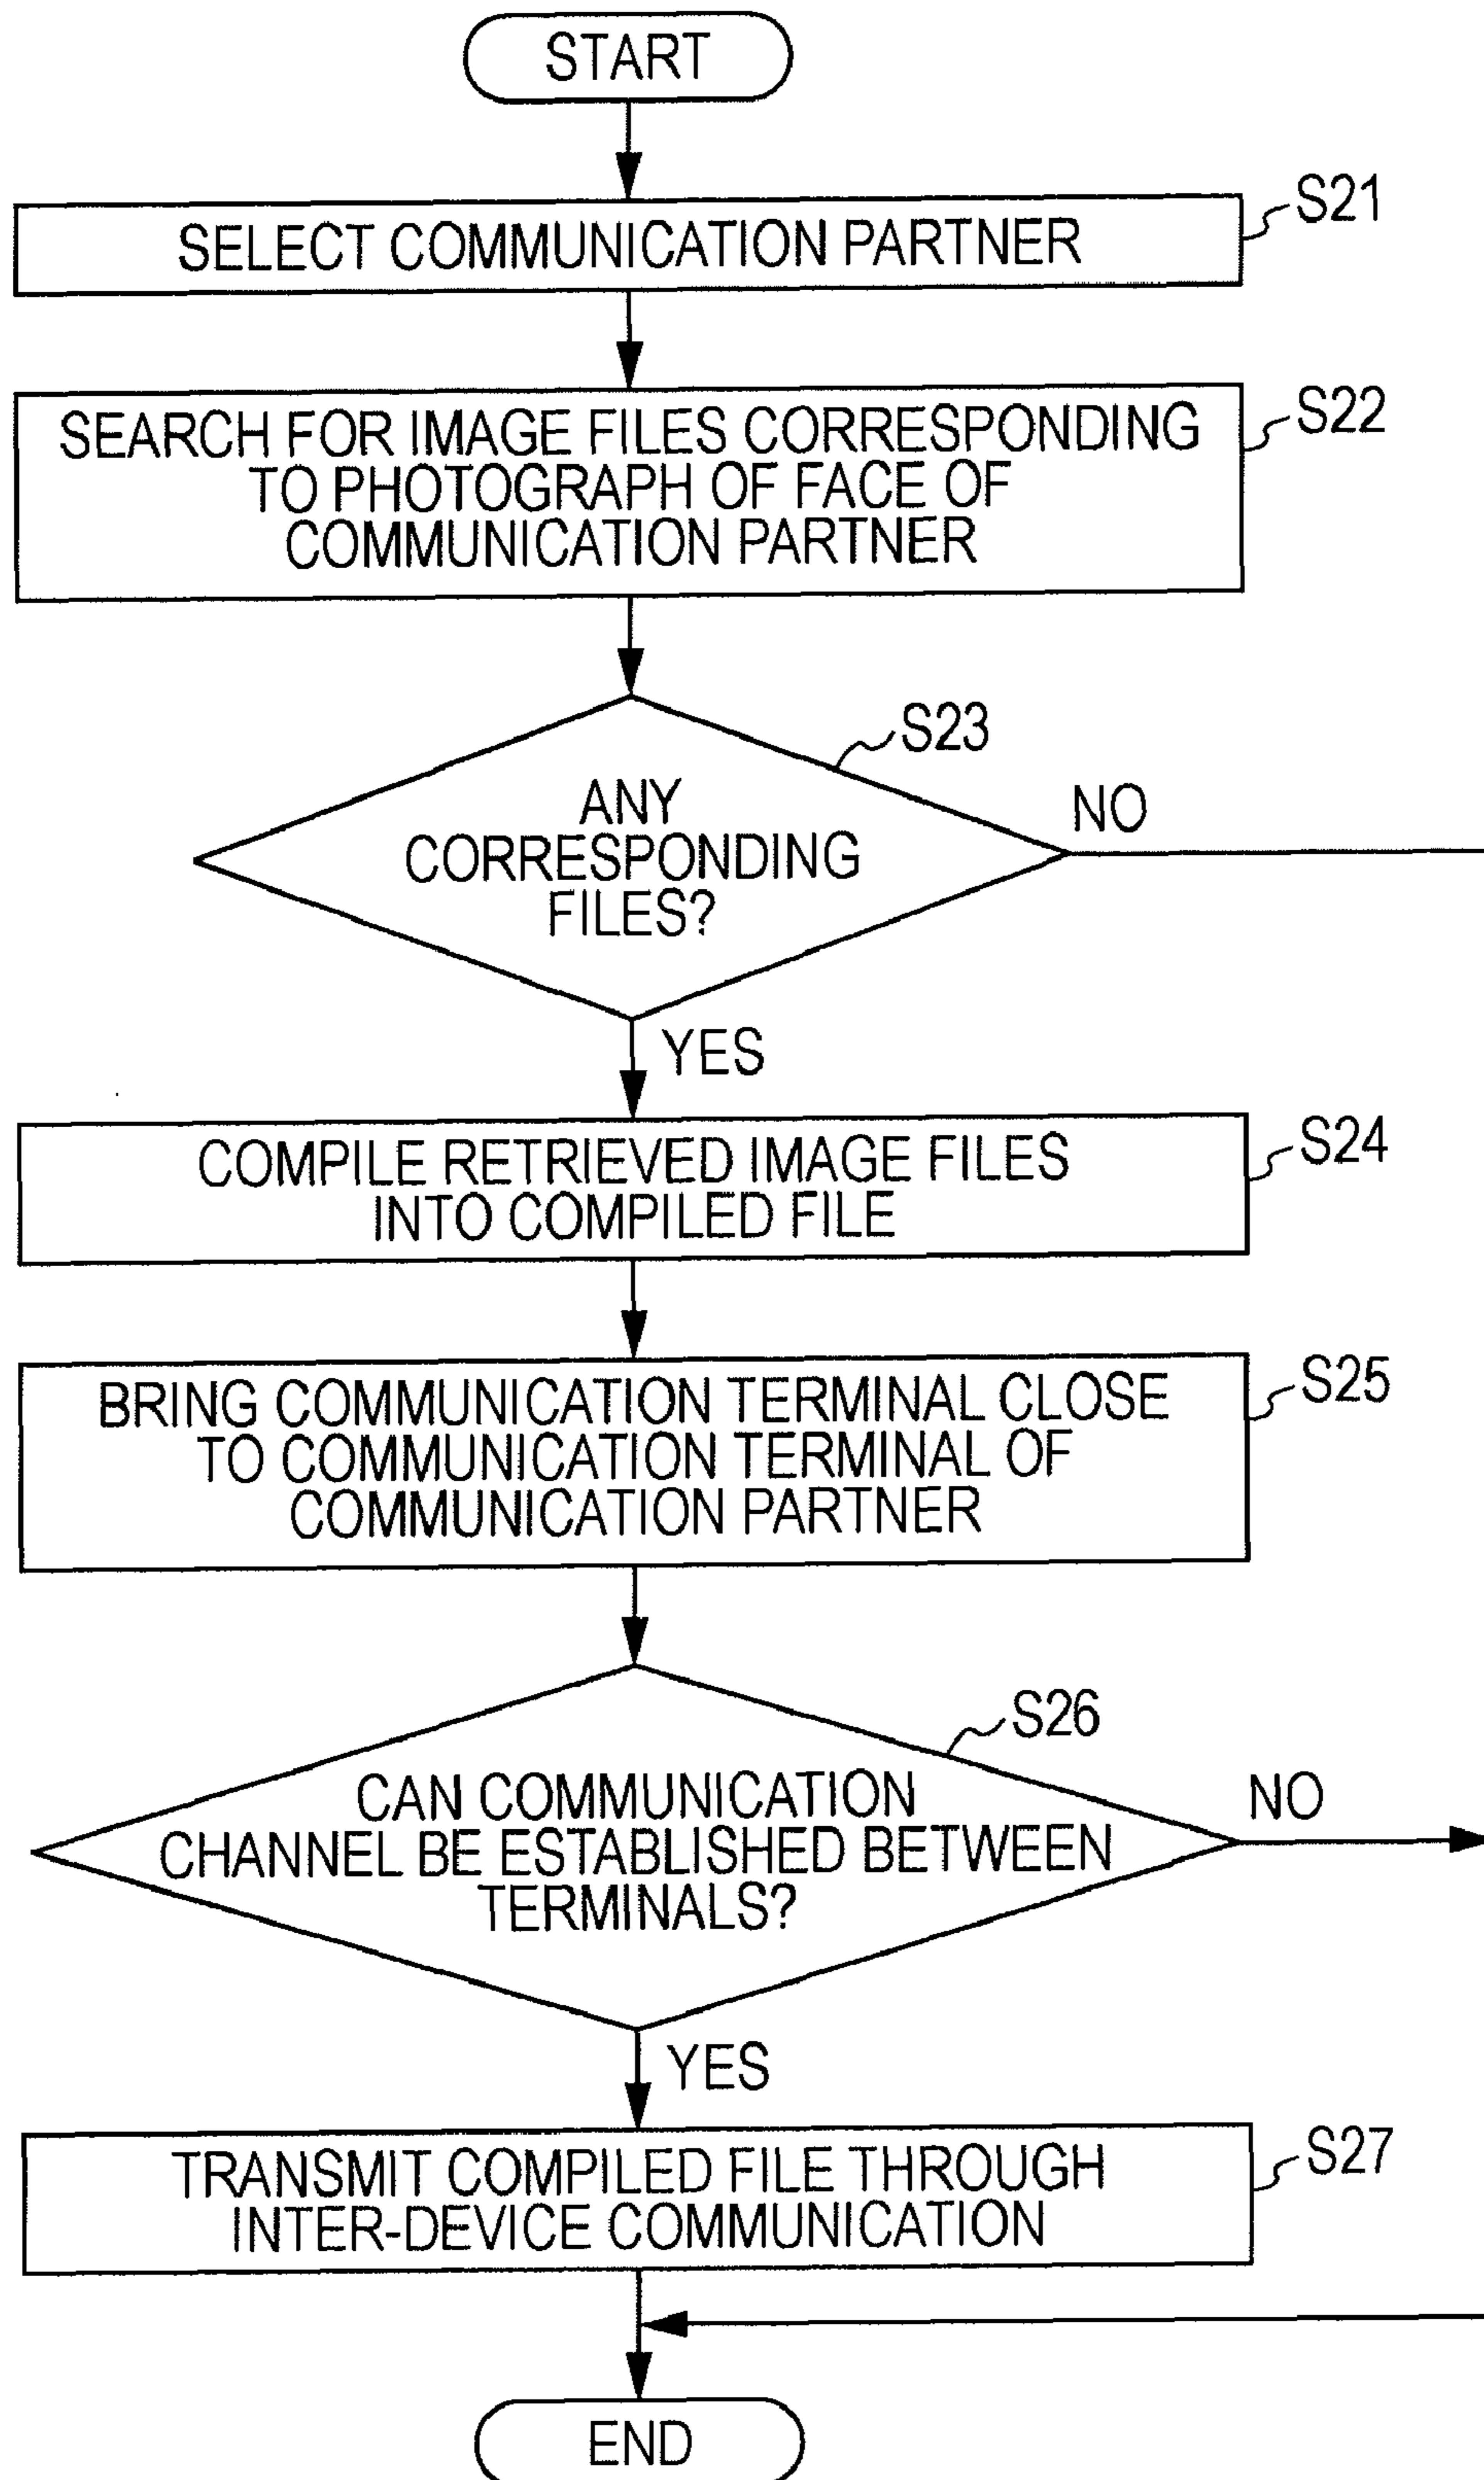 START
S21
SELECT COMMUNICATION PARTNER
S22
SEARCH FOR IMAGE FILES CORRESPONDING
TO PHOTOGRAPH OF FACE OF
COMMUNICATION PARTNER
S23
ANY
CORRESPONDING
FILES?
NO
YES
S24
COMPILE RETRIEVED IMAGE FILES
INTO COMPILED FILE
S25
BRING COMMUNICATION TERMINAL CLOSE
TO COMMUNICATION TERMINAL OF
COMMUNICATION PARTNER
S26
CAN COMMUNICATION
CHANNEL BE ESTABLISHED BETWEEN
TERMINALS?
NO
YES
S27
TRANSMIT COMPILED FILE THROUGH
INTER-DEVICE COMMUNICATION
END